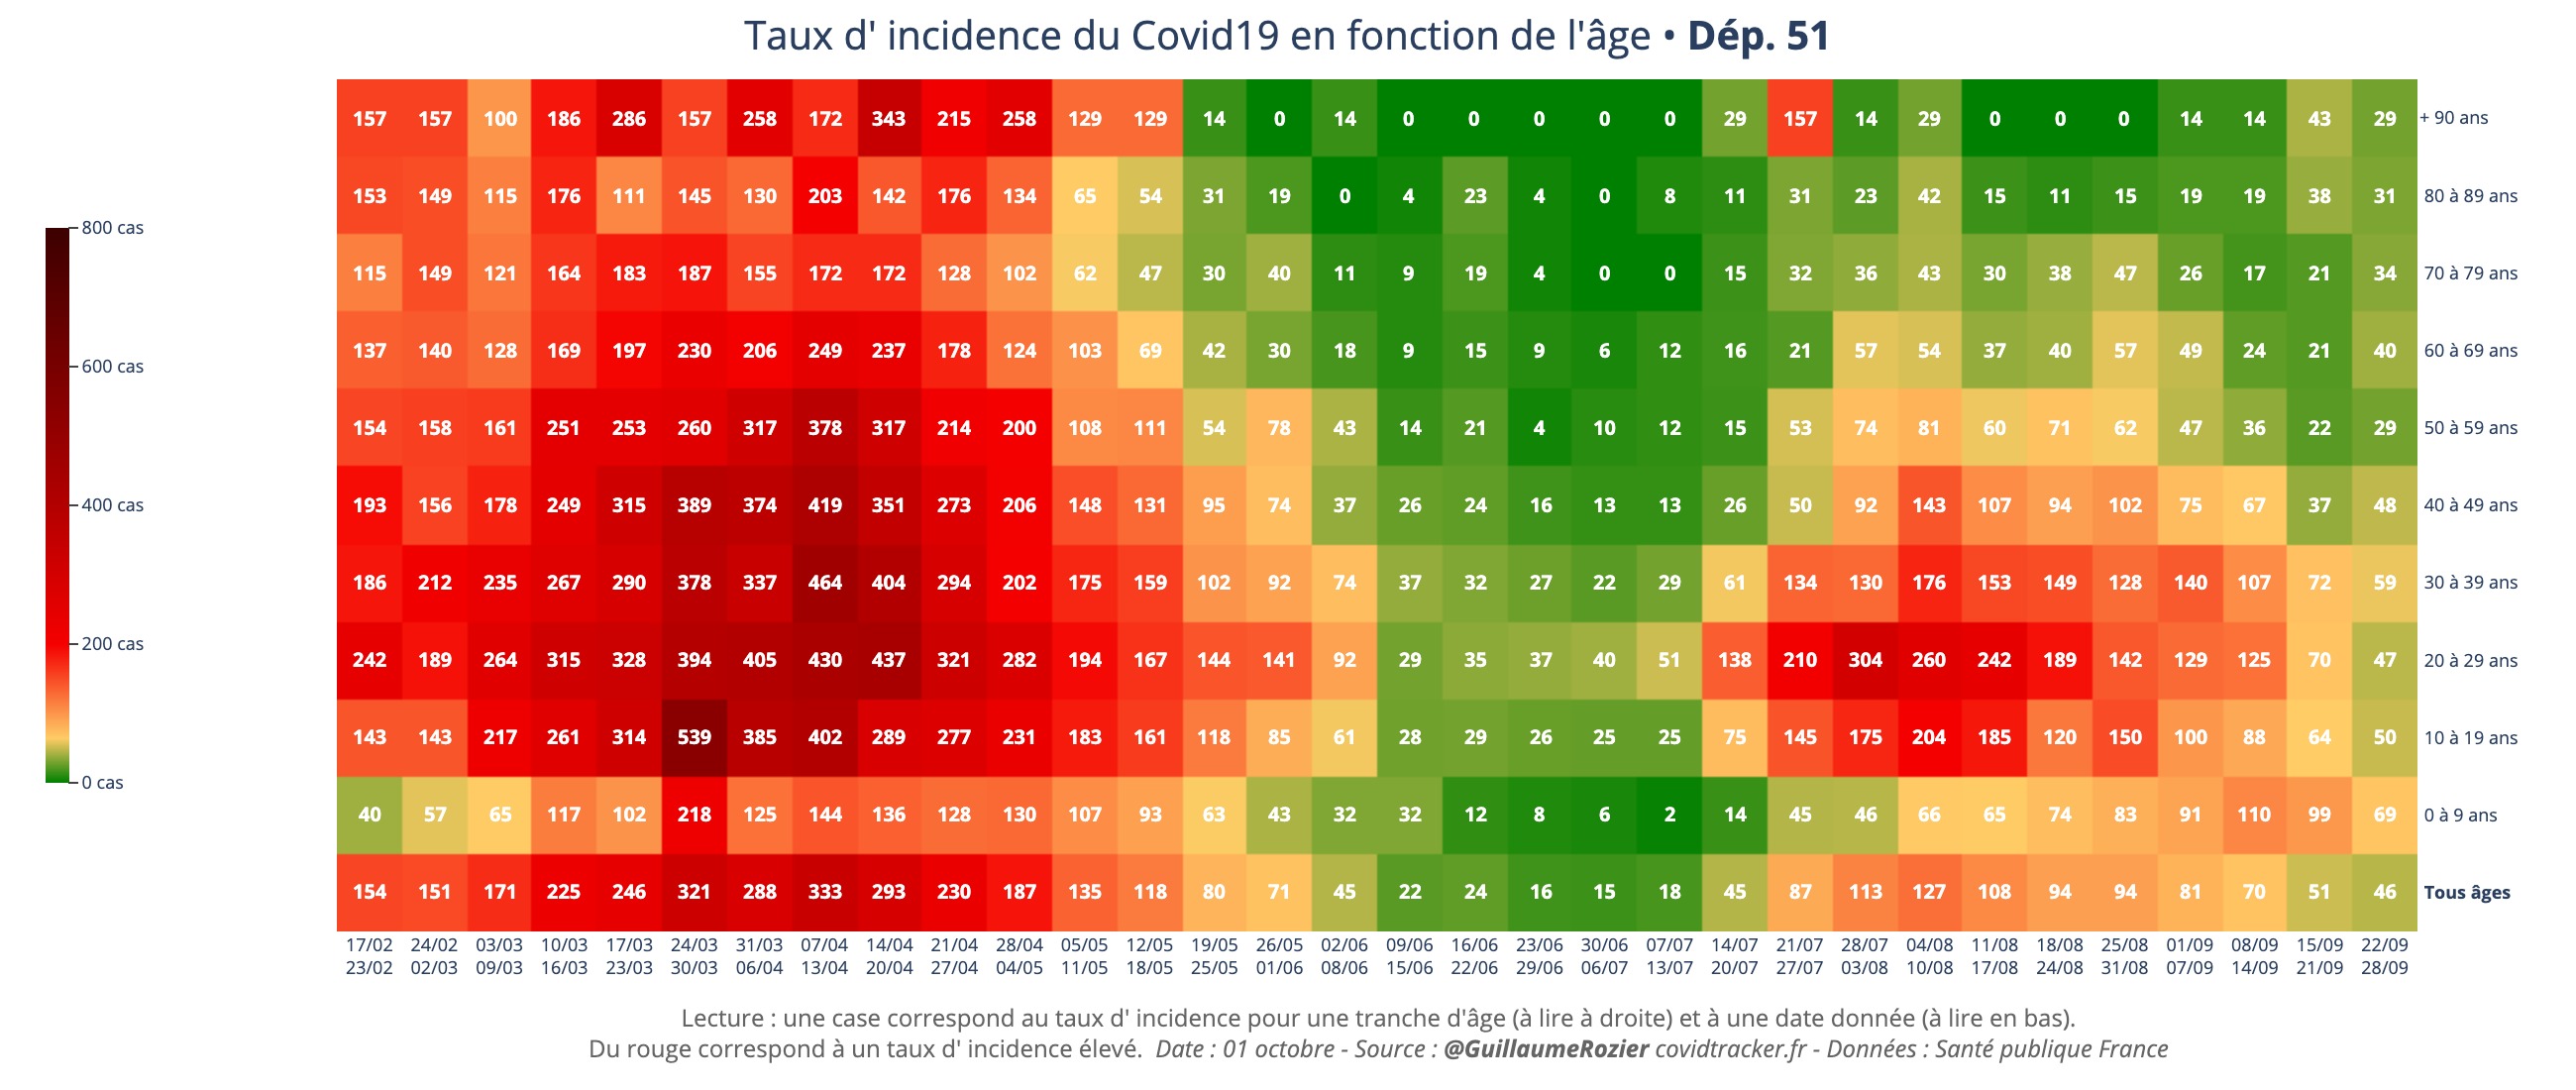 Taux d' incidence du Covid19 en fonction de l'âge • Dép. 51
800 cas
600 cas
400 cas
200 cas
0 cas
157 157 100 186 286 157 258 172 343 215 258 129 129 14 0 14 0 0 0 0 0 29 157 14 29 0 0 0 14 14 43 29 + 90 ans
153 149 115 176 111 145 130 203 142 176 134 65 54 31 19 0 4 23 4 0 8 11 31 23 42 15 11 15 19 19 38 31 80 à 89 ans
115 149 121 164 183 187 155 172 172 128 102 62 47 30 40 11 9 19 4 0 0 15 32 36 43 30 38 47 26 17 21 34 70 à 79 ans
137 140 128 169 197 230 206 249 237 178 124 103 69 42 30 18 9 15 9 6 12 16 21 57 54 37 40 57 49 24 21 40 60 à 69 ans
154 158 161 251 253 260 317 378 317 214 200 108 111 54 78 43 14 21 4 10 12 15 53 74 81 60 71 62 47 36 22 29 50 à 59 ans
193 156 178 249 315 389 374 419 351 273 206 148 131 95 74 37 26 24 16 13 13 26 50 92 143 107 94 102 75 67 37 48 40 à 49 ans
186 212 235 267 290 378 337 464 404 294 202 175 159 102 92 74 37 32 27 22 29 61 134 130 176 153 149 128 140 107 72 59 30 à 39 ans
242 189 264 315 328 394 405 430 437 321 282 194 167 144 141 92 29 35 37 40 51 138 210 304 260 242 189 142 129 125 70 47 20 à 29 ans
143 143 217 261 314 539 385 402 289 277 231 183 161 118 85 61 28 29 26 25 25 75 145 175 204 185 120 150 100 88 64 50 10 à 19 ans
40 57 65 117 102 218 125 144 136 128 130 107 93 63 43 32 32 12 8 6 2 14 45 46 66 65 74 83 91 110 99 69 0 à 9 ans
154 151 171 225 246 321 288 333 293 230 187 135 118 80 71 45 22 24 16 15 18 45 87 113 127 108 94 94 81 70 51 46 Tous âges
17/02 24/02 03/03 10/03 17/03 24/03 31/03 07/04 14/04 21/04 28/04 05/05 12/05 19/05 26/05 02/06 09/06 16/06 23/06 30/06 07/07 14/07 21/07 28/07 04/08 11/08 18/08 25/08 01/09 08/09 15/09 22/09
23/02 02/03 09/03 16/03 23/03 30/03 06/04 13/04 20/04 27/04 04/05 11/05 18/05 25/05 01/06 08/06 15/06 22/06 29/06 06/07 13/07 20/07 27/07 03/08 10/08 17/08 24/08 31/08 07/09 14/09 21/09 28/09
Lecture : une case correspond au taux d' incidence pour une tranche d'âge (à lire à droite) et à une date donnée (à lire en bas).
Du rouge correspond à un taux d' incidence élevé. Date : 01 octobre - Source : @GuillaumeRozier covidtracker.fr - Données : Santé publique France